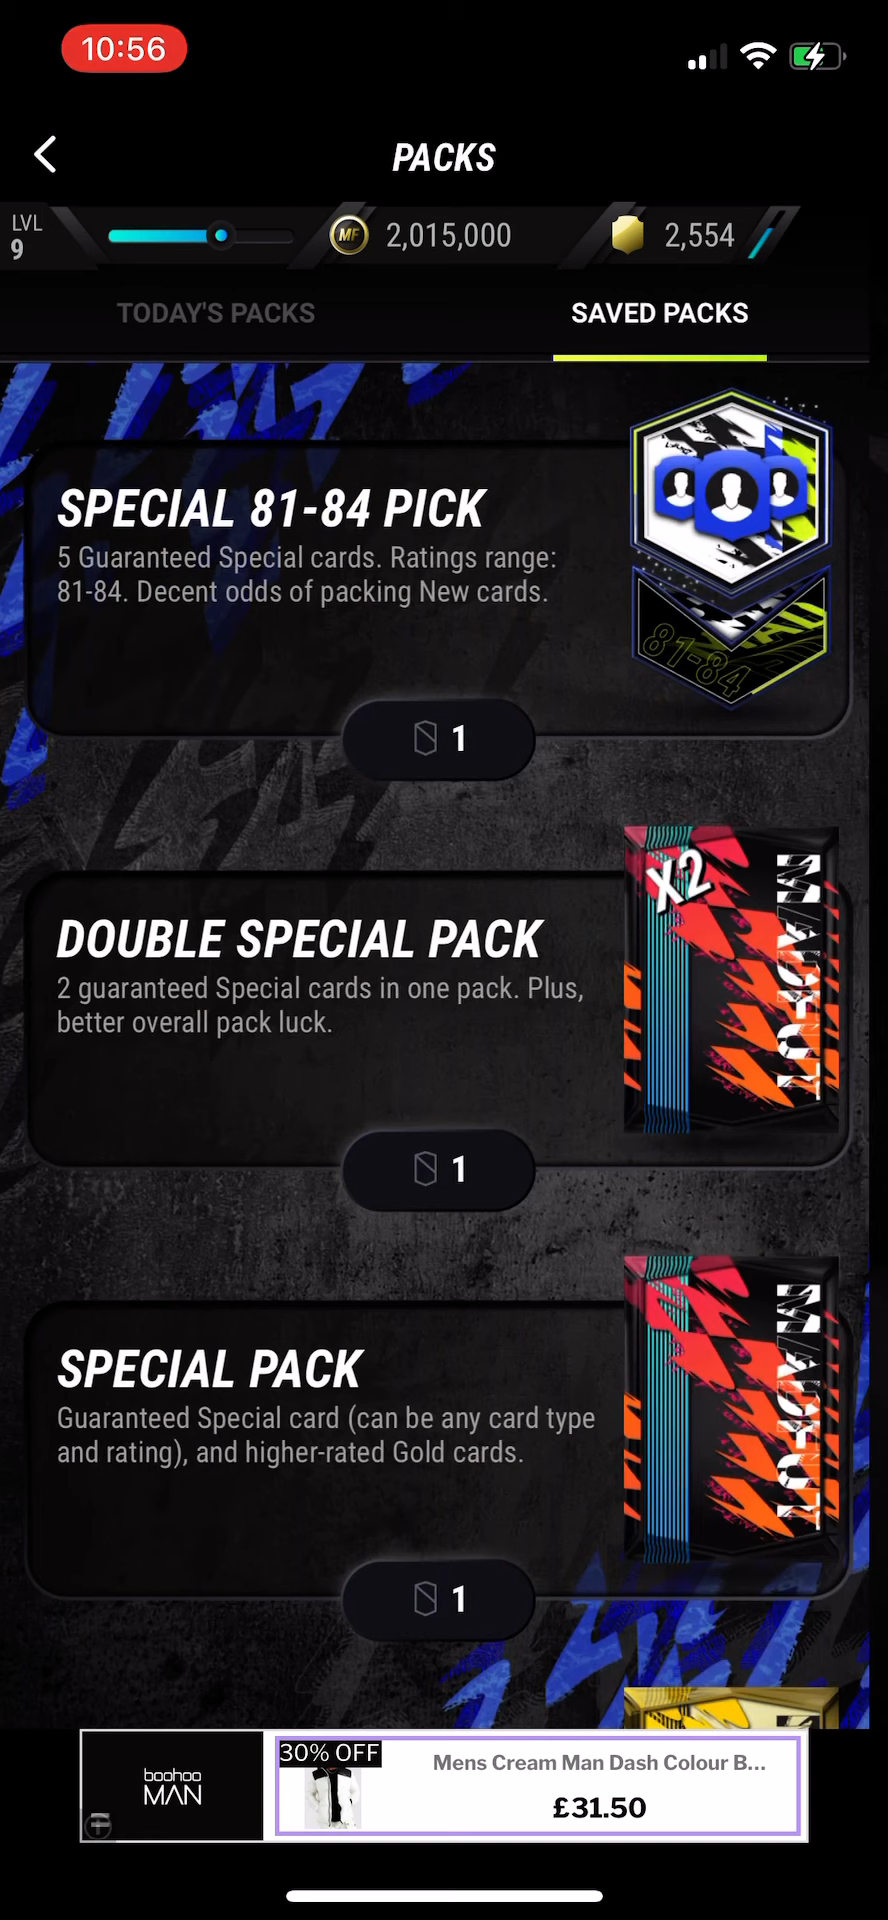 10:56
PACKS
LVL
9
MF
2,015,000
2,554
TODAY'S PACKS
SAVED PACKS
SPECIAL 81-84 PICK
5 Guaranteed Special cards. Ratings range:
81-84. Decent odds of packing New cards.
81-84
1
X2
MADFUT
DOUBLE SPECIAL PACK
2 guaranteed Special cards in one pack. Plus,
better overall pack luck.
1
MADFUT
SPECIAL PACK
Guaranteed Special card (can be any card type
and rating), and higher-rated Gold cards.
1
boohoo
MAN
30% OFF
Mens Cream Man Dash Colour B...
£31.50